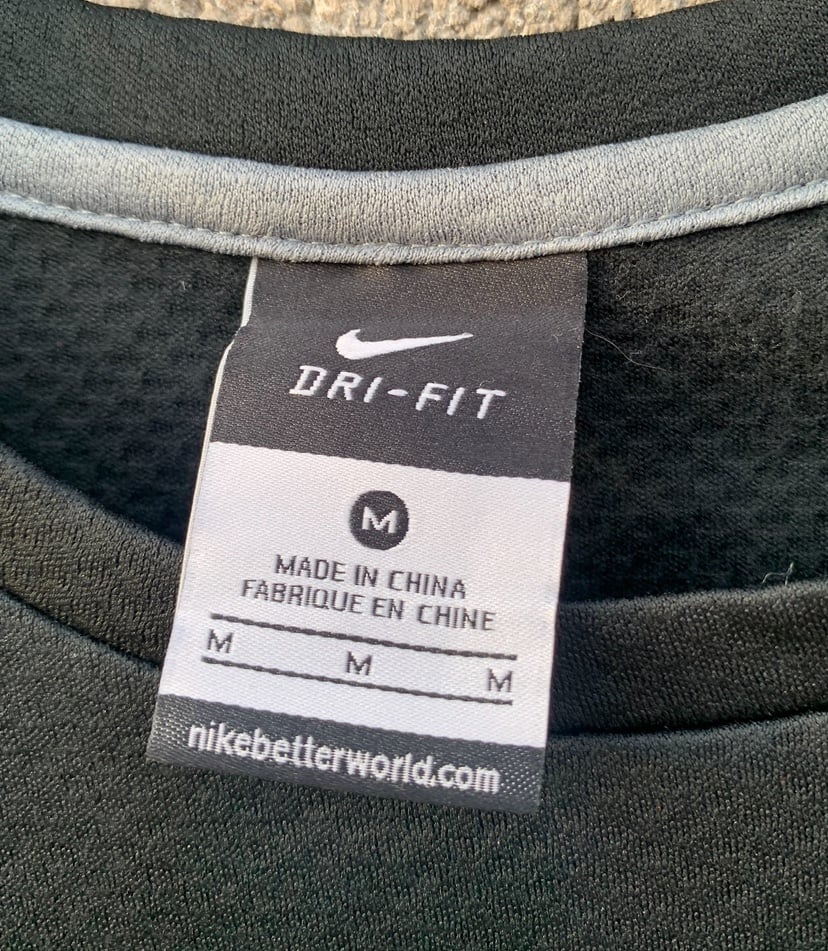 DRI-FIT
M
MADE IN CHINA
FABRIQUE EN CHINE
M M M
nikebetterworld.com